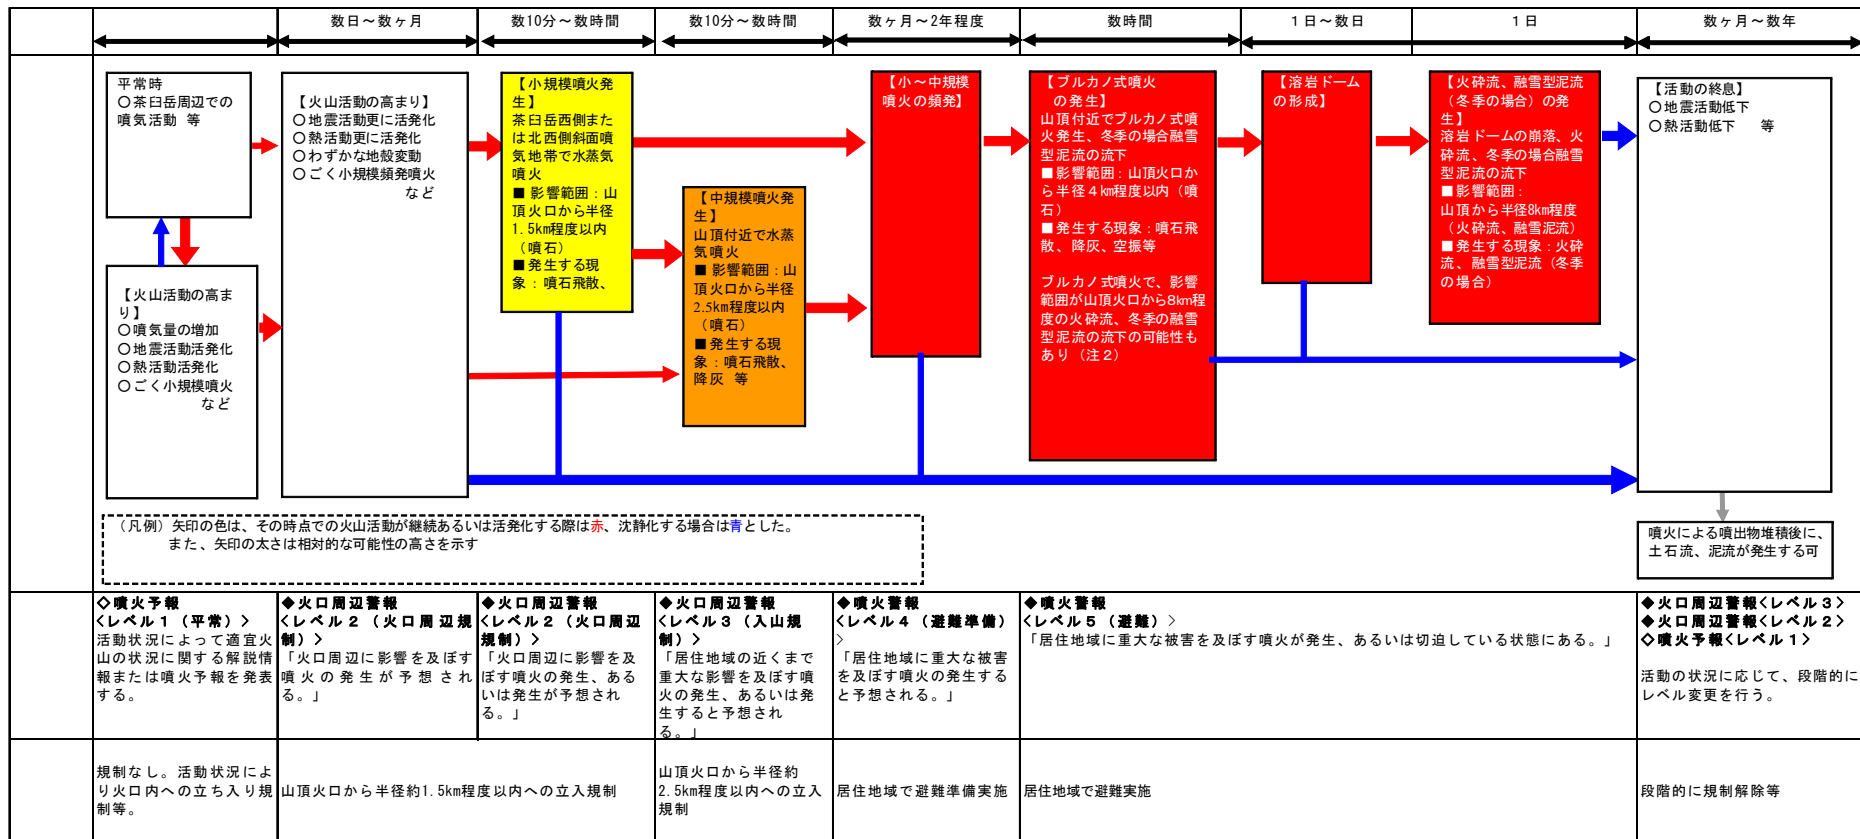 数日～数ヶ月
数10分～数時間
数10分～数時間
数ヶ月～2年程度
数時間
１日～数日
１日
数ヶ月～数年
平常時
○茶臼岳周辺での
噴気活動 等
【火山活動の高ま
り】
○噴気量の増加
○地震活動活発化
○熱活動活発化
○ごく小規模噴火
など
【火山活動の高まり】
○地震活動更に活発化
○熱活動更に活発化
○わずかな地殻変動
○ごく小規模頻発噴火
など
【小規模噴火発
生】
茶臼岳西側また
は北西側斜面噴
気地帯で水蒸気
噴火
■影響範囲：山
頂火口から半径
1.5km程度以内
（噴石）
■発生する現
象：噴石飛散、
【中規模噴火発
生】
山頂付近で水蒸
気噴火
■影響範囲：山
頂火口から半径
2.5km程度以内
（噴石）
■発生する現
象：噴石飛散、
降灰 等
【小～中規模
噴火の頻発】
【ブルカノ式噴火
の発生】
山頂付近でブルカノ式噴
火発生、冬季の場合融雪
型泥流の流下
■影響範囲：山頂火口か
ら半径４km程度以内（噴
石）
■発生する現象：噴石飛
散、降灰、空振等
ブルカノ式噴火で、影響
範囲が山頂火口から8km程
度の火砕流、冬季の融雪
型泥流の流下の可能性も
あり（注２）
【溶岩ドーム
の形成】
【火砕流、融雪型泥流
（冬季の場合）の発
生】
溶岩ドームの崩落、火
砕流、冬季の場合融雪
型泥流の流下
■影響範囲：
山頂から半径8km程度
（火砕流、融雪泥流）
■発生する現象：火砕
流、融雪型泥流（冬季
の場合）
【活動の終息】
○地震活動低下
○熱活動低下 等
噴火による噴出物堆積後に、
土石流、泥流が発生する可
（凡例）矢印の色は、その時点での火山活動が継続あるいは活発化する際は赤、沈静化する場合は青とした。
また、矢印の太さは相対的な可能性の高さを示す
◇噴火予報
<レベル１（平常）>
活動状況によって適宜火
山の状況に関する解説情
報または噴火予報を発表
する。
◆火口周辺警報
<レベル２（火口周辺規
制）>
「火口周辺に影響を及ぼす
噴火の発生が予想され
る。」
◆火口周辺警報
<レベル２（火口周辺
規制）>
「火口周辺に影響を及
ぼす噴火の発生、ある
いは発生が予想され
る。」
◆火口周辺警報
<レベル３（入山規
制）>
「居住地域の近くまで
重大な影響を及ぼす噴
火の発生、あるいは発
生すると予想され
る。」
◆噴火警報
<レベル４（避難準備）
>
「居住地域に重大な被害
を及ぼす噴火の発生する
と予想される。」
◆噴火警報
<レベル５（避難）>
「居住地域に重大な被害を及ぼす噴火が発生、あるいは切迫している状態にある。」
◆火口周辺警報<レベル３>
◆火口周辺警報<レベル２>
◇噴火予報<レベル１>
活動の状況に応じて、段階的に
レベル変更を行う。
規制なし。活動状況によ
り火口内への立ち入り規
制等。
山頂火口から半径約1.5km程度以内への立入規制
山頂火口から半径約
2.5km程度以内への立入
規制
居住地域で避難準備実施
居住地域で避難実施
段階的に規制解除等